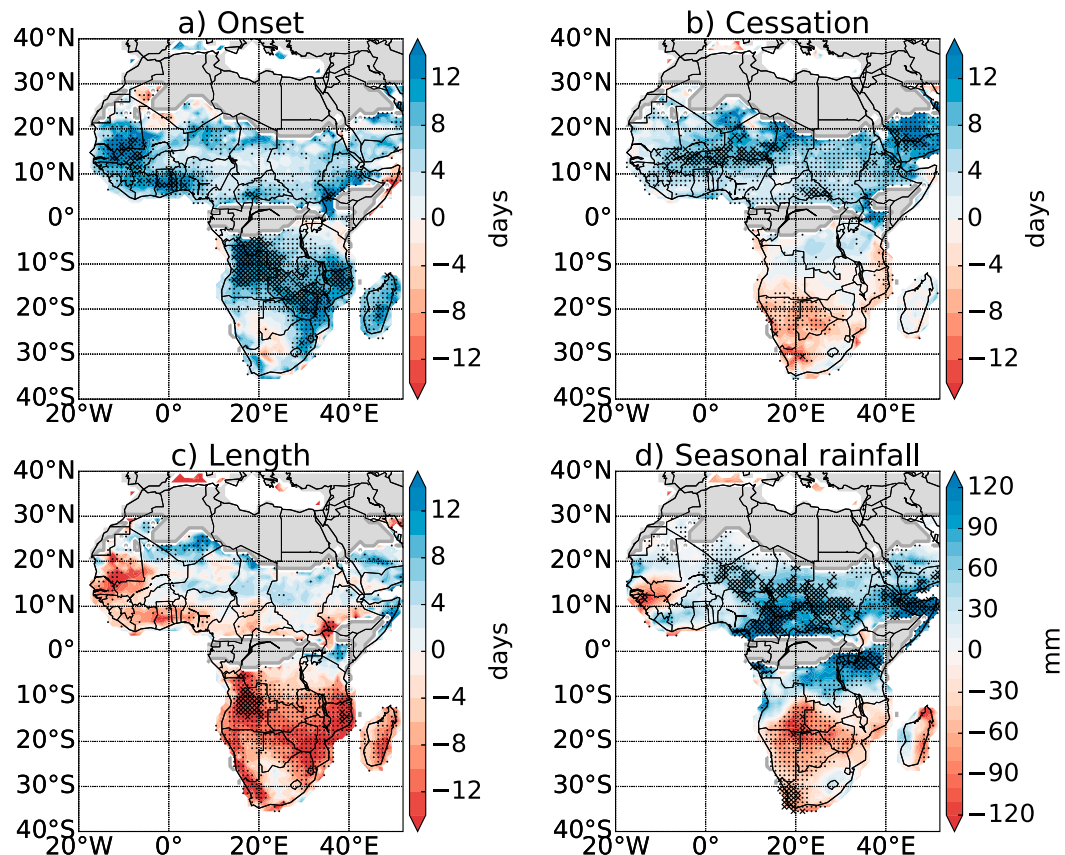 a) Onset
40°N
30°N
20°N
10°N
0°
10°S
20°S
30°S
40°S
20°W 0° 20°E 40°E
12
8
4
0
−4
−8
−12
days
b) Cessation
40°N
30°N
20°N
10°N
0°
10°S
20°S
30°S
40°S
20°W 0° 20°E 40°E
12
8
4
0
−4
−8
−12
days
c) Length
40°N
30°N
20°N
10°N
0°
10°S
20°S
30°S
40°S
20°W 0° 20°E 40°E
12
8
4
0
−4
−8
−12
days
d) Seasonal rainfall
40°N
30°N
20°N
10°N
0°
10°S
20°S
30°S
40°S
20°W 0° 20°E 40°E
120
90
60
30
0
−30
−60
−90
−120
mm